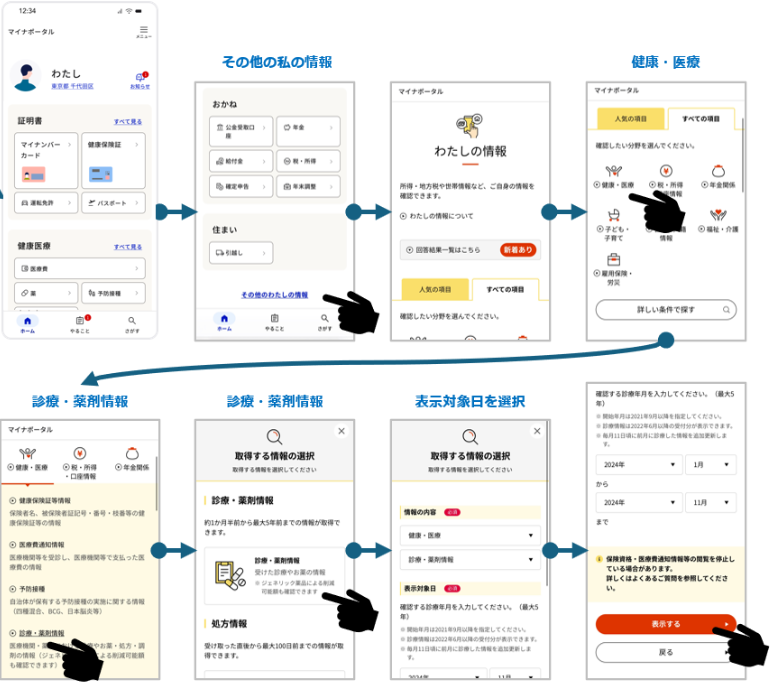 12:34
マイナポータル
メニュー
わたし
東京都 千代田区
お知らせ
証明書
すべて見る
マイナンバー
カード
健康保険証
運転免許
パスポート
健康医療
すべて見る
医療費
薬
予防接種
ホーム
やること
さがす
その他の私の情報
おかね
公金受取口
座
年金
給付金
税・所得
確定申告
年末調整
住まい
引越し
その他のわたしの情報
ホーム
やること
さがす
マイナポータル
わたしの情報
所得・地方税や世帯情報など、ご自身の情報を
確認できます。
わたしの情報について
回答結果一覧はこちら
新着あり
人気の項目
すべての項目
確認したい分野を選んでください。
健康・医療
マイナポータル
人気の項目
すべての項目
確認したい分野を選んでください。
健康・医療
税・所得
座情報
年金関係
子ども・
子育て
情報
福祉・介護
雇用保険・
労災
詳しい条件で探す
診療・薬剤情報
マイナポータル
健康・医療
税・所得
・口座情報
年金関係
健康保険証等情報
保険者名、被保険者証記号・番号・枝番等の健
康保険証等の情報
医療費通知情報
医療機関等を受診し、医療機関等で支払った医
療費の情報
予防接種
自治体が保有する予防接種の実施に関する情報
(四種混合、BCG、日本脳炎等)
診療・薬剤情報
医療機関・薬
やお薬・処方・調
剤の情報(ジェネ
よる削減可能額
も確認できます)
診療・薬剤情報
取得する情報の選択
取得する情報を選択してください
診療・薬剤情報
約1か月半前から最大5年前までの情報が取得で
きます。
診療・薬剤情報
受けた診療やお薬の情報
※ ジェネリック薬品による削減
可能額も確認できます
処方情報
受け取った直後から最大100日前までの情報が取
得できます。
表示対象日を選択
取得する情報の選択
取得する情報を選択してください
情報の内容 必須
健康・医療
診療・薬剤情報
表示対象日 必須
確認する診療年月を入力してください。(最大5
年)
※ 開始年月は2021年9月以降を指定してください。
※ 診療情報は2022年6月以降の受付分が表示できます。
※ 毎月11日頃に前月に診療した情報を追加更新しま
す。
2024年
11月
確認する診療年月を入力してください。(最大5
年)
※ 開始年月は2021年9月以降を指定してください。
※ 診療情報は2022年6月以降の受付分が表示できます。
※ 毎月11日頃に前月に診療した情報を追加更新しま
す。
2024年
1月
から
2024年
11月
まで
保険資格・医療費通知情報等の閲覧を停止し
ている場合があります。
詳しくはよくあるご質問を参照してくださ
い。
表示する
戻る